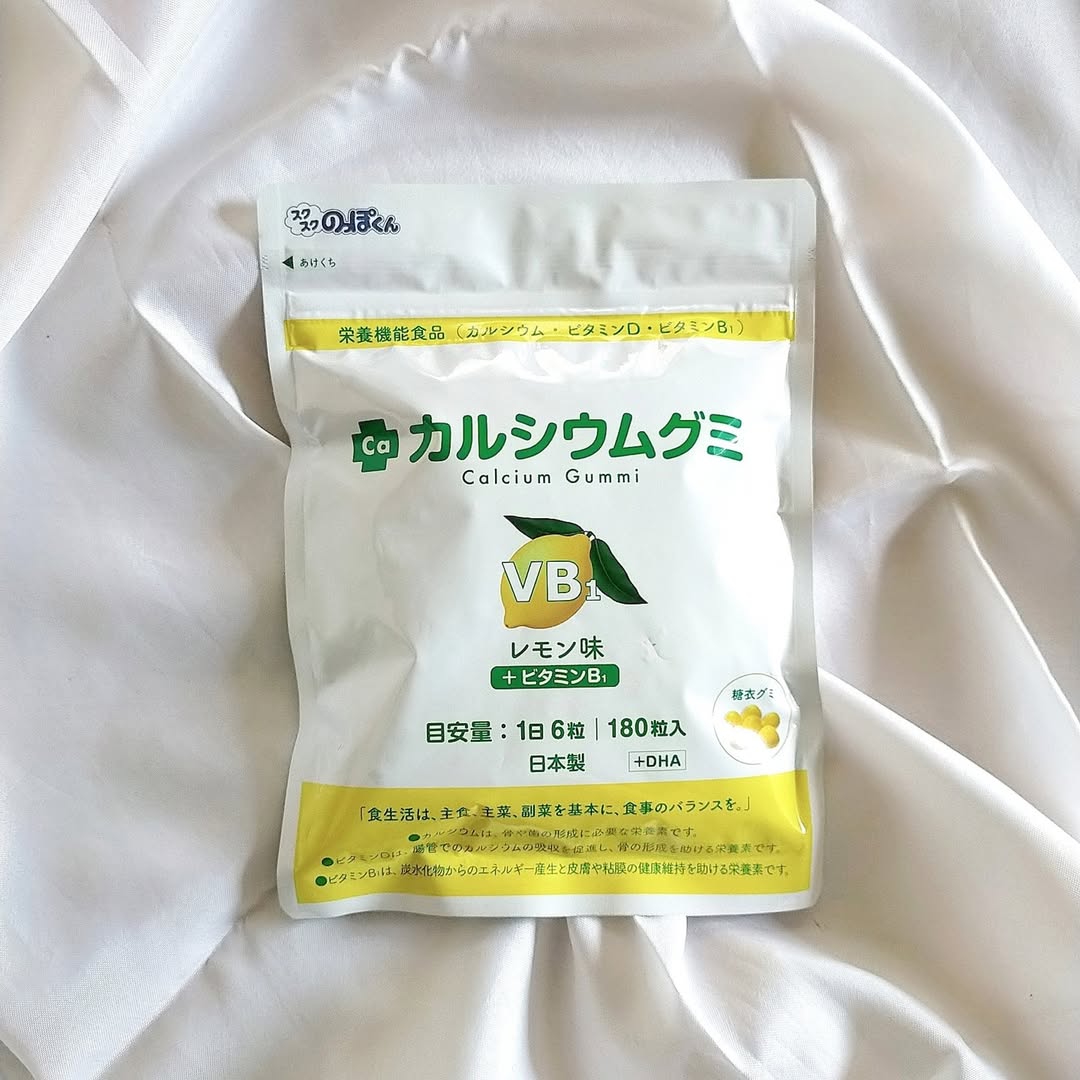 スクスク のっぽくん
◀ あけくち
栄養機能食品（カルシウム・ビタミンD・ビタミンB₁）
Ca カルシウムグミ
Calcium Gummi
VB₁
レモン味
＋ビタミンB₁
糖衣グミ
目安量：1日6粒｜180粒入
日本製 +DHA
「食生活は、主食、主菜、副菜を基本に、食事のバランスを。」
●カルシウムは、骨や歯の形成に必要な栄養素です。
●ビタミンDは、腸管でのカルシウムの吸収を促進し、骨の形成を助ける栄養素です。
●ビタミンB₁は、炭水化物からのエネルギー産生と皮膚や粘膜の健康維持を助ける栄養素です。